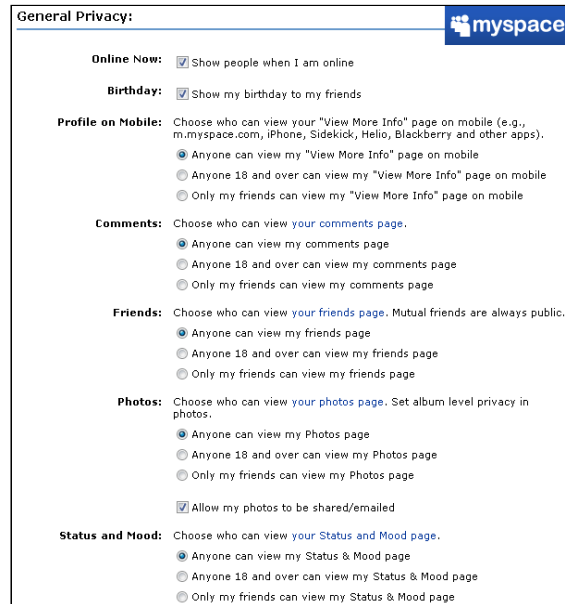 General Privacy:
myspace
Online Now: Show people when I am online
Birthday: Show my birthday to my friends
Profile on Mobile: Choose who can view your "View More Info" page on mobile (e.g.,
m.myspace.com, iPhone, Sidekick, Helio, Blackberry and other apps).
Anyone can view my "View More Info" page on mobile
Anyone 18 and over can view my "View More Info" page on mobile
Only my friends can view my "View More Info" page on mobile
Comments: Choose who can view your comments page.
Anyone can view my comments page
Anyone 18 and over can view my comments page
Only my friends can view my comments page
Friends: Choose who can view your friends page. Mutual friends are always public.
Anyone can view my friends page
Anyone 18 and over can view my friends page
Only my friends can view my friends page
Photos: Choose who can view your photos page. Set album level privacy in
photos.
Anyone can view my Photos page
Anyone 18 and over can view my Photos page
Only my friends can view my Photos page
Allow my photos to be shared/emailed
Status and Mood: Choose who can view your Status and Mood page.
Anyone can view my Status & Mood page
Anyone 18 and over can view my Status & Mood page
Only my friends can view my Status & Mood page